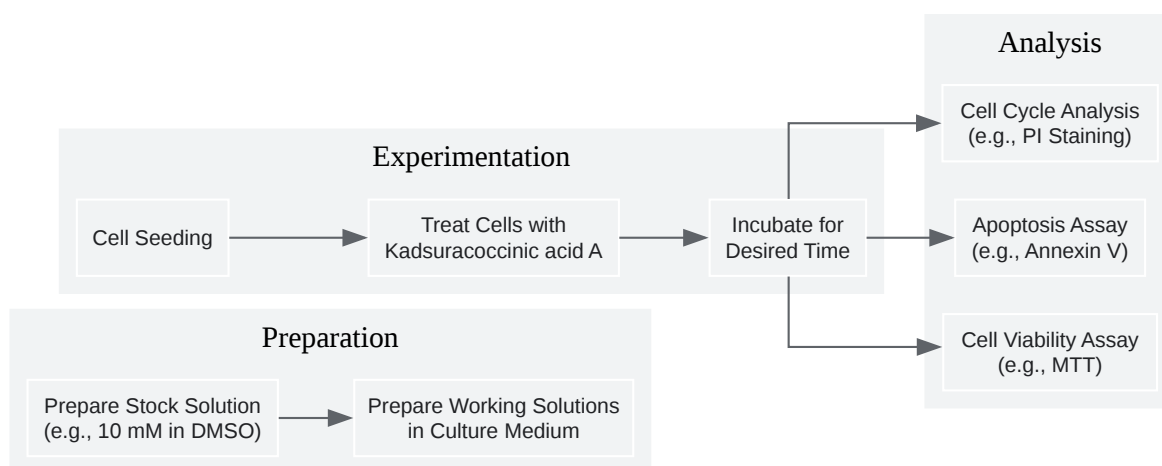 Analysis
Cell Cycle Analysis
(e.g., PI Staining)
Experimentation
Cell Seeding
Treat Cells with
Kadsuracoccinic acid A
Incubate for
Desired Time
Apoptosis Assay
(e.g., Annexin V)
Preparation
Cell Viability Assay
(e.g., MTT)
Prepare Stock Solution
(e.g., 10 mM in DMSO)
Prepare Working Solutions
in Culture Medium